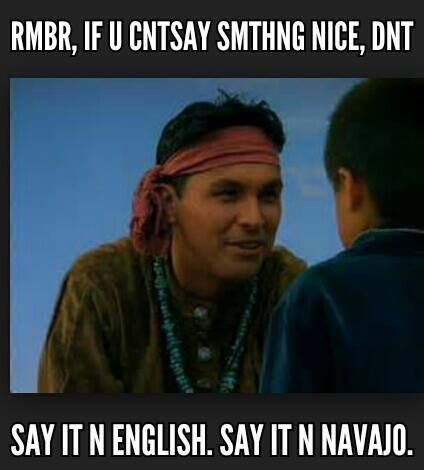 RMBR, IF U CNTSAY SMTHNG NICE, DNT
SAY IT N ENGLISH. SAY IT N NAVAJO.